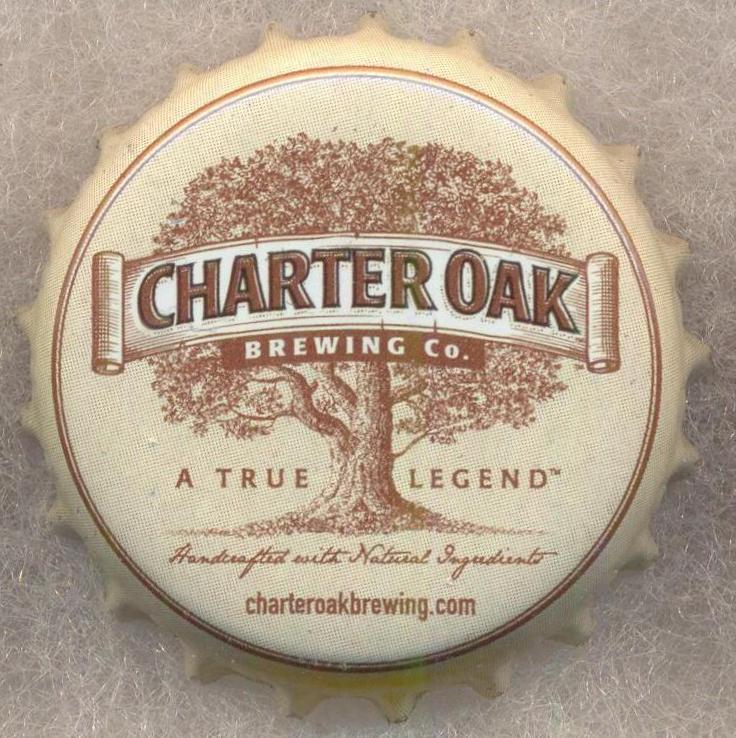 CHARTER OAK
BREWING Co.
A TRUE LEGEND™
Handcrafted with Natural Ingredients
charteroakbrewing.com